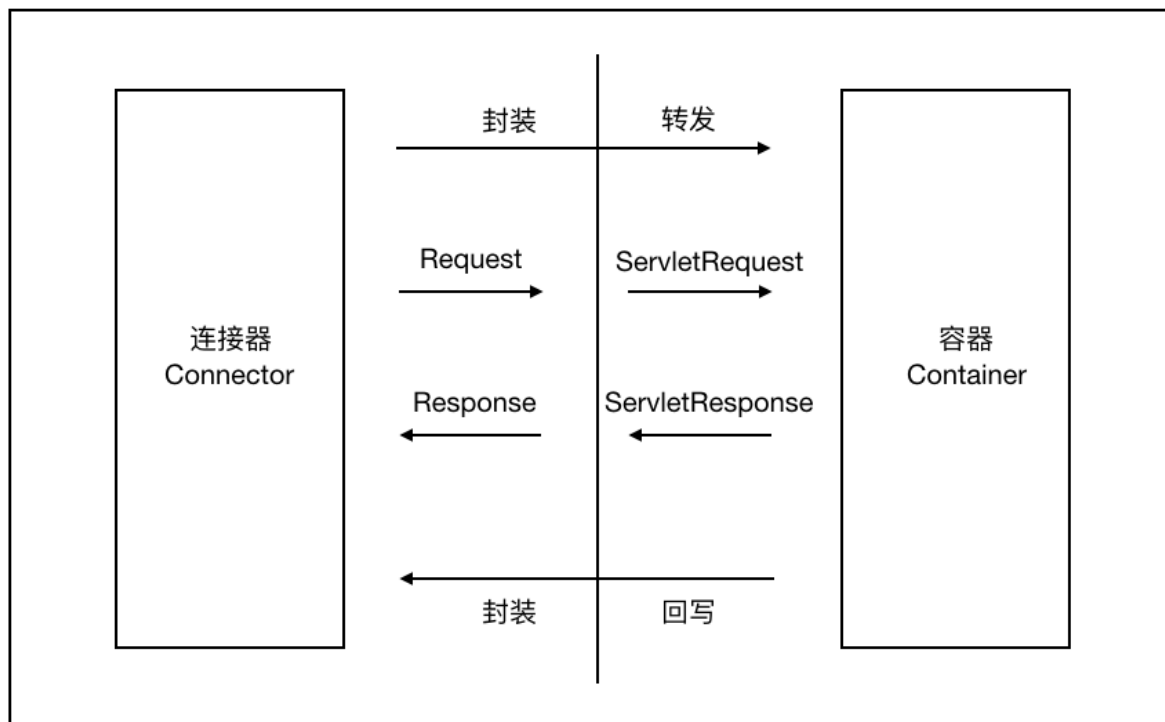 封装 转发
Request ServletRequest
连接器
Connector
容器
Container
Response ServletResponse
封装 回写